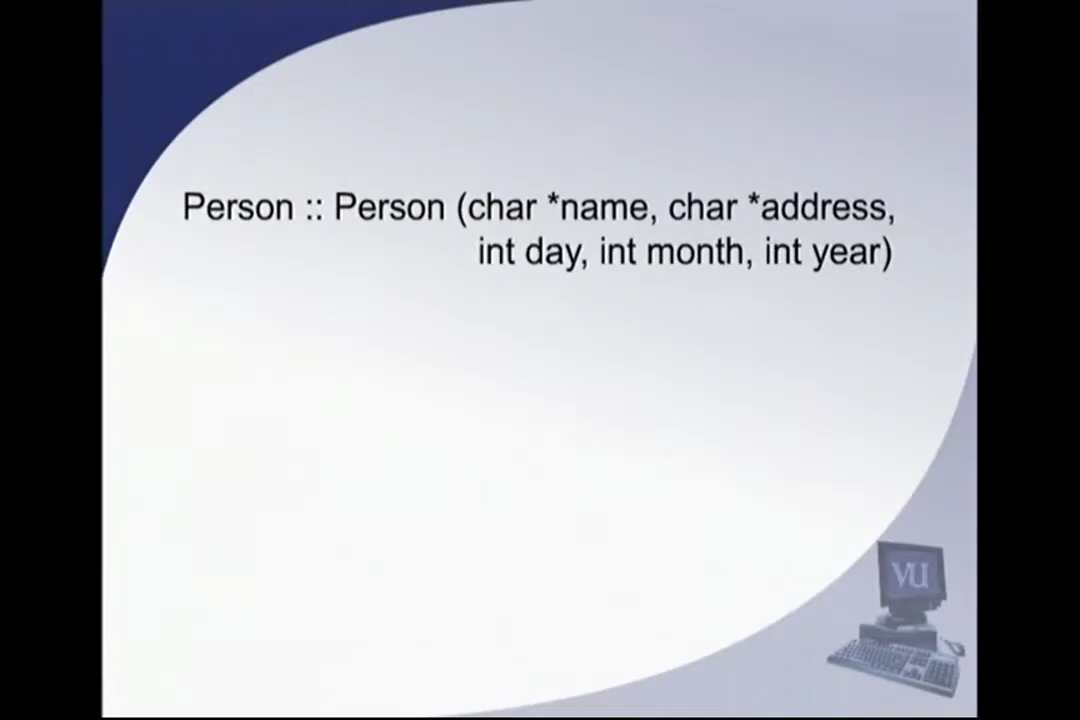 Person :: Person (char *name, char *address,
int day, int month, int year)
VU